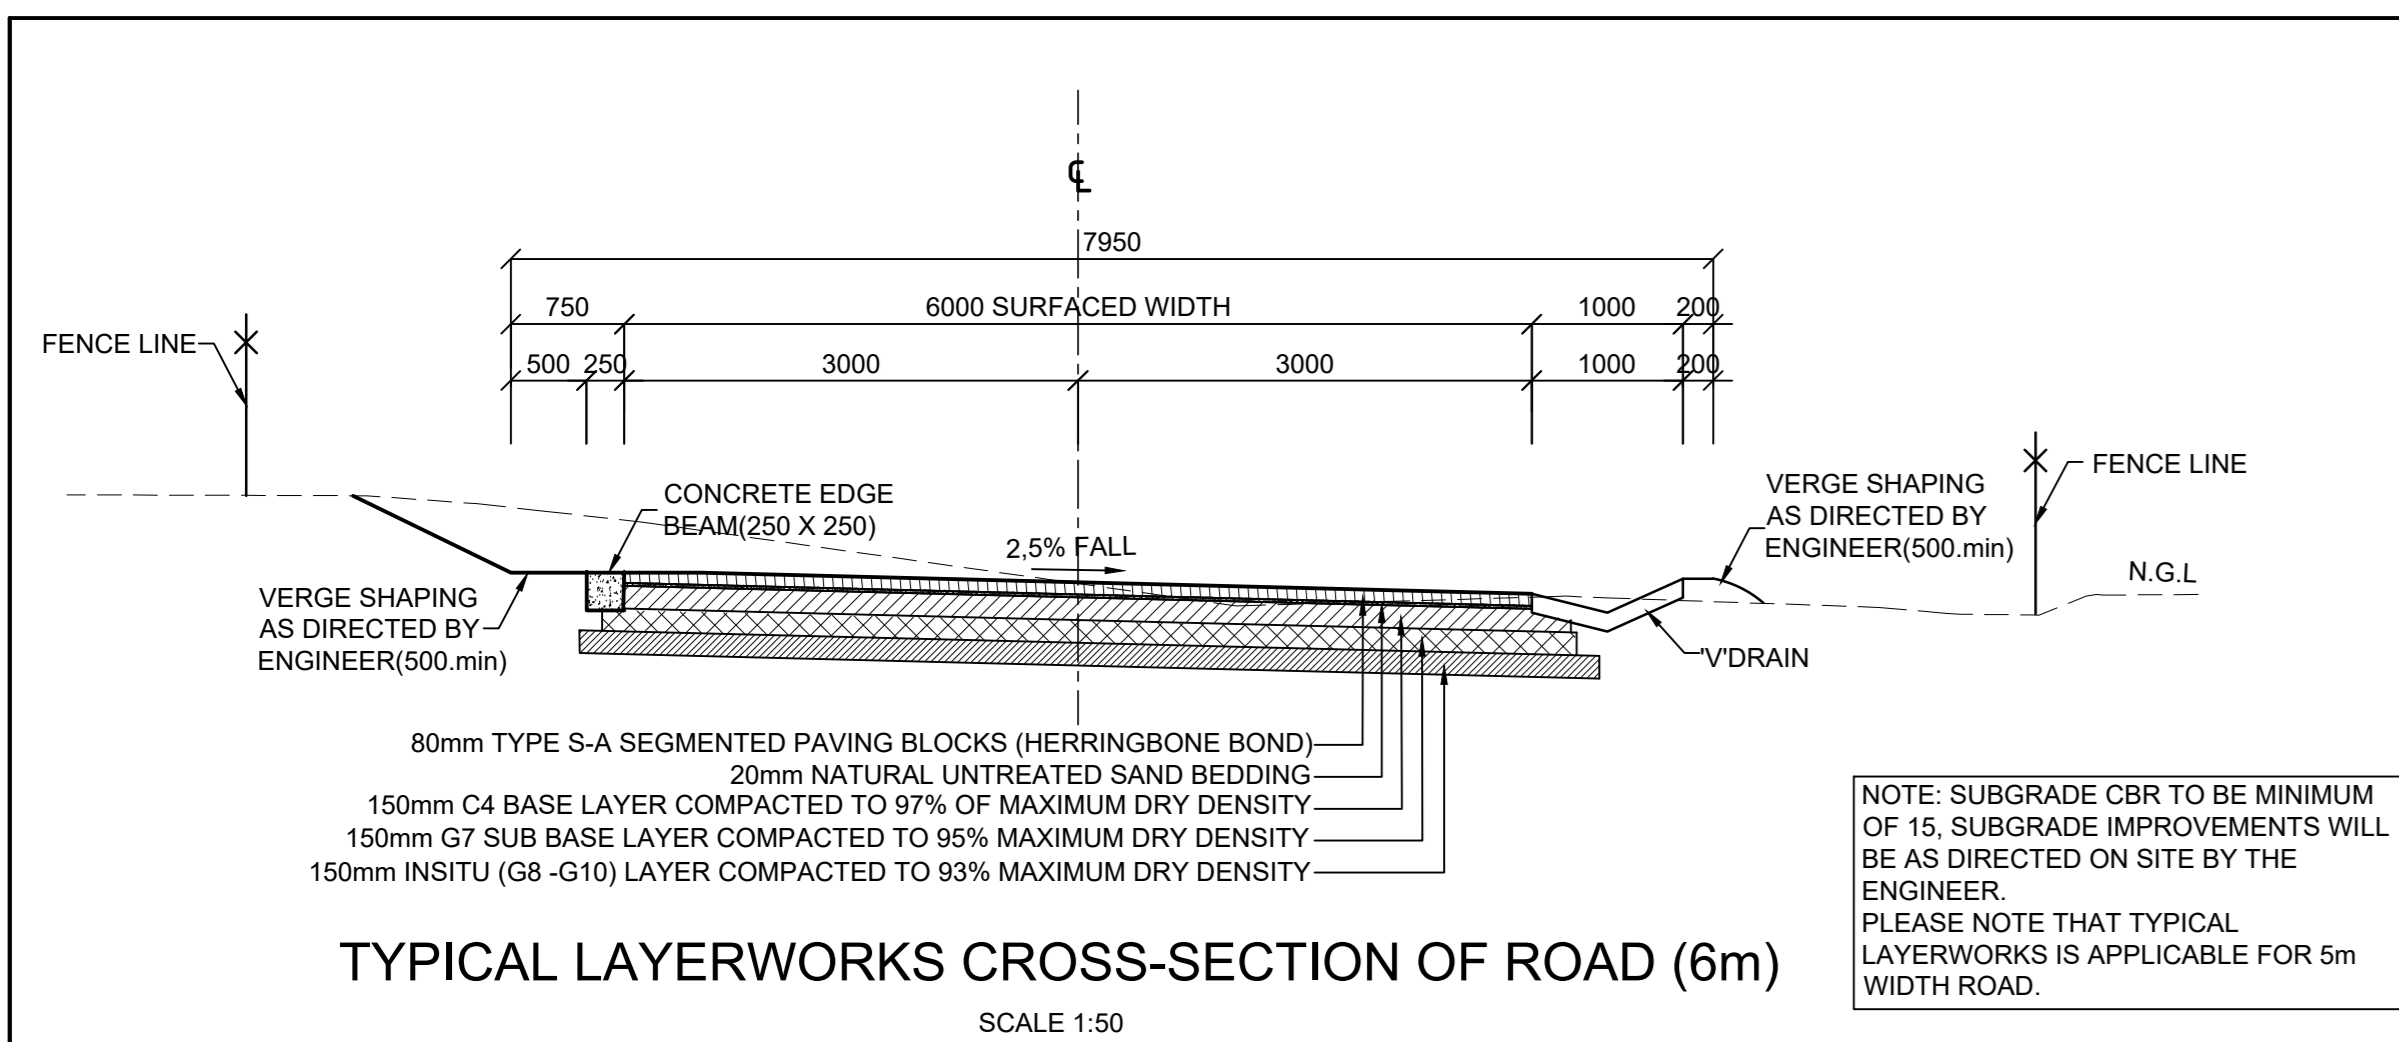 ℄
7950
750
6000 SURFACED WIDTH
1000
200
FENCE LINE
500
250
3000
3000
1000
200
CONCRETE EDGE
BEAM(250 X 250)
2,5% FALL
VERGE SHAPING
AS DIRECTED BY
ENGINEER(500.min)
FENCE LINE
N.G.L
VERGE SHAPING
AS DIRECTED BY
ENGINEER(500.min)
'V'DRAIN
80mm TYPE S-A SEGMENTED PAVING BLOCKS (HERRINGBONE BOND)
20mm NATURAL UNTREATED SAND BEDDING
150mm C4 BASE LAYER COMPACTED TO 97% OF MAXIMUM DRY DENSITY
150mm G7 SUB BASE LAYER COMPACTED TO 95% MAXIMUM DRY DENSITY
150mm INSITU (G8 -G10) LAYER COMPACTED TO 93% MAXIMUM DRY DENSITY
NOTE: SUBGRADE CBR TO BE MINIMUM
OF 15, SUBGRADE IMPROVEMENTS WILL
BE AS DIRECTED ON SITE BY THE
ENGINEER.
PLEASE NOTE THAT TYPICAL
LAYERWORKS IS APPLICABLE FOR 5m
WIDTH ROAD.
TYPICAL LAYERWORKS CROSS-SECTION OF ROAD (6m)
SCALE 1:50